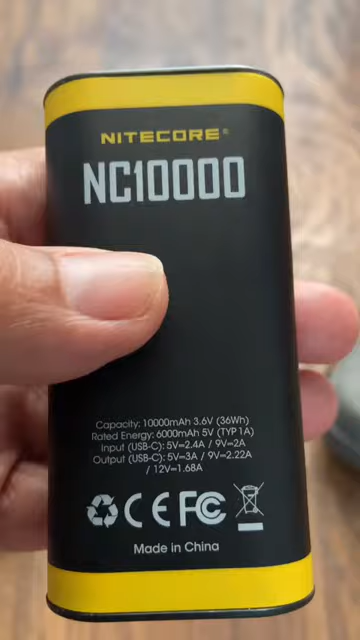 NITECORE®
NC10000
Capacity: 10000mAh 3.6V (36Wh)
Rated Energy: 6000mAh 5V (TYP 1A)
Input (USB-C): 5V=2.4A / 9V=2A
Output (USB-C): 5V=3A / 9V=2.22A
/ 12V=1.68A
CE FC
Made in China